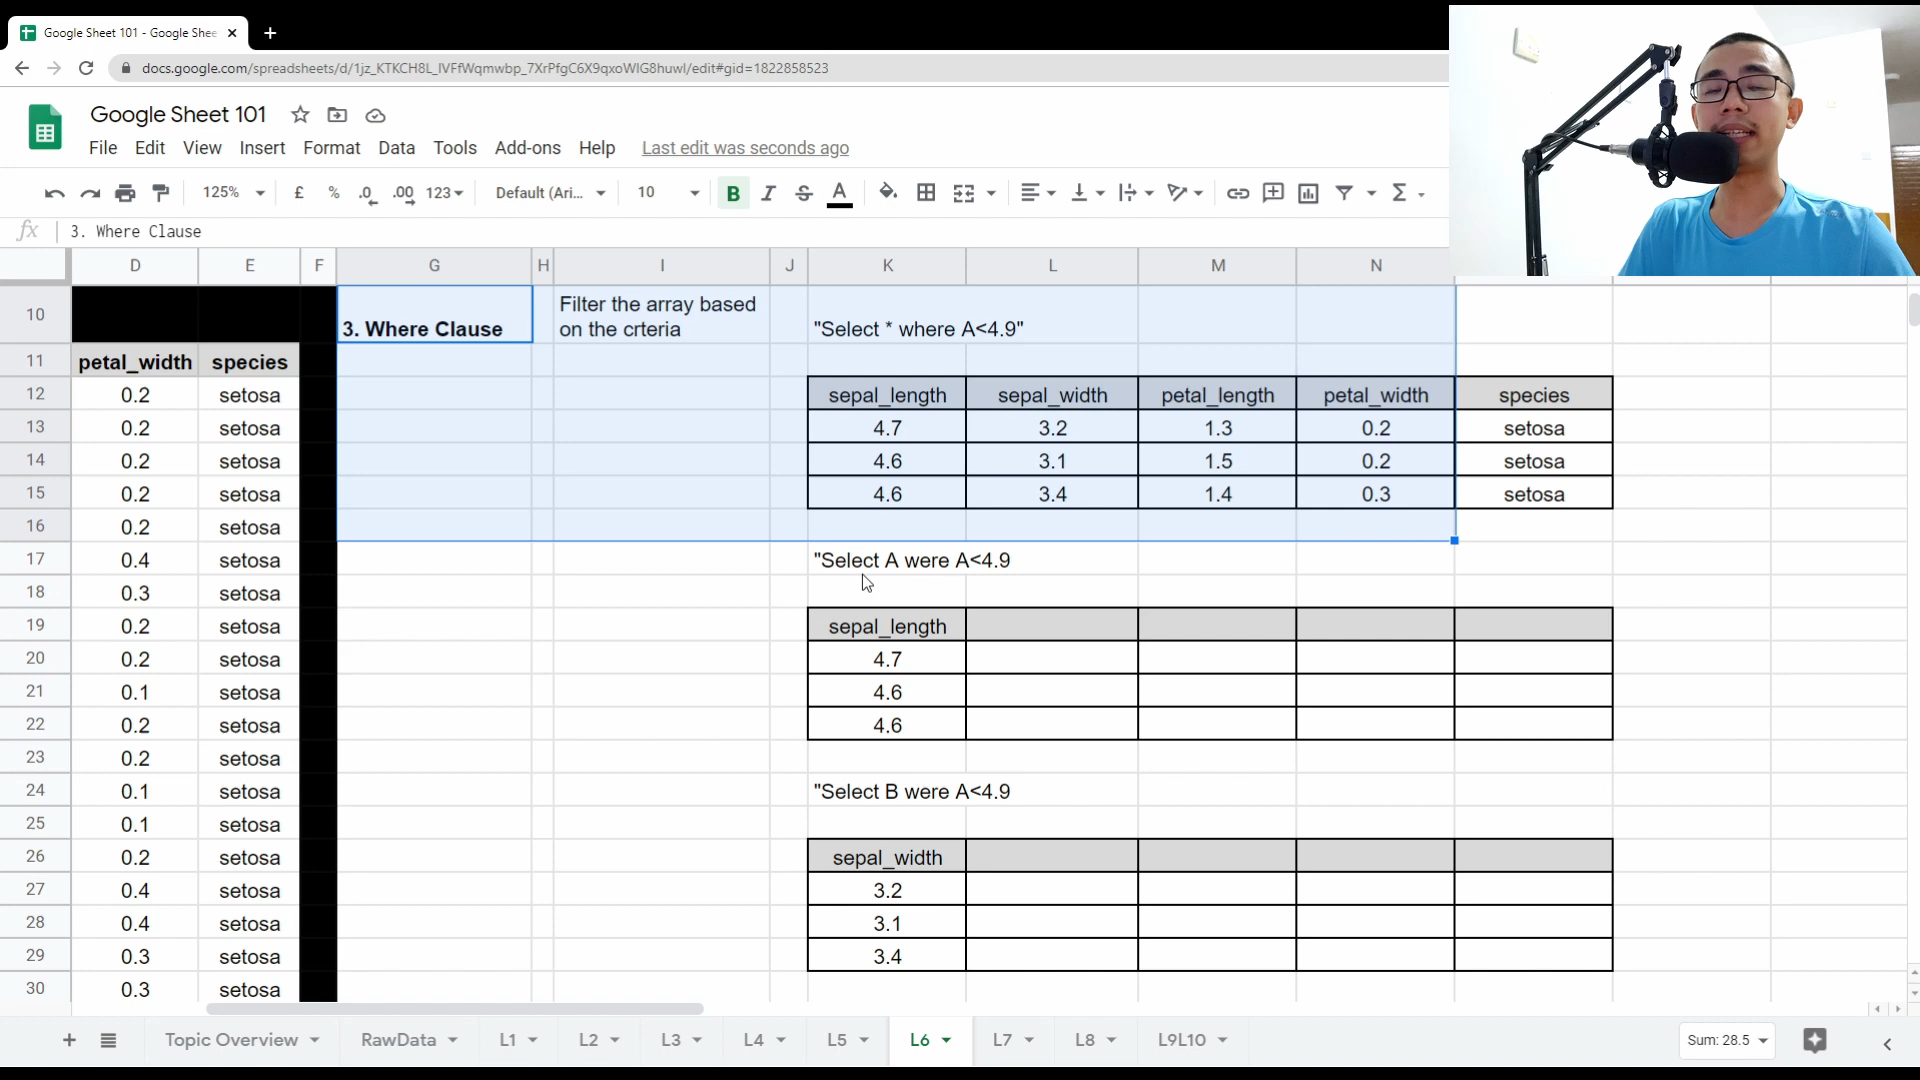 Google Sheet 101 - Google Shee
docs.google.com/spreadsheets/d/1jz_KTKCH8L_IVFfWqmwbp_7XrPfgC6X9qxoWIG8huwI/edit#gid=1822858523
Google Sheet 101
File Edit View Insert Format Data Tools Add-ons Help Last edit was seconds ago
125% £ % .0 .00 123 Default (Ari... 10 B I S A
fx 3. Where Clause
D E F G H I J K L M N
10 3. Where Clause Filter the array based on the crteria "Select * where A<4.9"
11 petal_width species
12 0.2 setosa sepal_length sepal_width petal_length petal_width species
13 0.2 setosa 4.7 3.2 1.3 0.2 setosa
14 0.2 setosa 4.6 3.1 1.5 0.2 setosa
15 0.2 setosa 4.6 3.4 1.4 0.3 setosa
16 0.2 setosa
17 0.4 setosa "Select A were A<4.9
18 0.3 setosa
19 0.2 setosa sepal_length
20 0.2 setosa 4.7
21 0.1 setosa 4.6
22 0.2 setosa 4.6
23 0.2 setosa
24 0.1 setosa "Select B were A<4.9
25 0.1 setosa
26 0.2 setosa sepal_width
27 0.4 setosa 3.2
28 0.4 setosa 3.1
29 0.3 setosa 3.4
30 0.3 setosa
Topic Overview RawData L1 L2 L3 L4 L5 L6 L7 L8 L9L10 Sum: 28.5